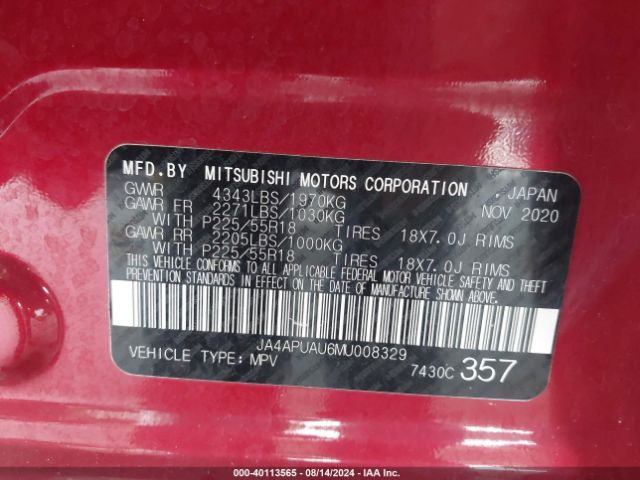 MFD.BY MITSUBISHI MOTORS CORPORATION , JAPAN
GVWR 4343LBS/1970KG NOV 2020
GAWR FR 2271LBS/1030KG
WITH P225/55R18 TIRES 18X7.0J RIMS
GAWR RR 2205LBS/1000KG
WITH P225/55R18 TIRES 18X7.0J RIMS
THIS VEHICLE CONFORMS TO ALL APPLICABLE FEDERAL MOTOR VEHICLE SAFETY AND THEFT
PREVENTION STANDARDS IN EFFECT ON THE DATE OF MANUFACTURE SHOWN ABOVE.
JA4APUAU6MU008329
VEHICLE TYPE: MPV 7430C 357
000-40113565 - 08/14/2024 - IAA Inc.